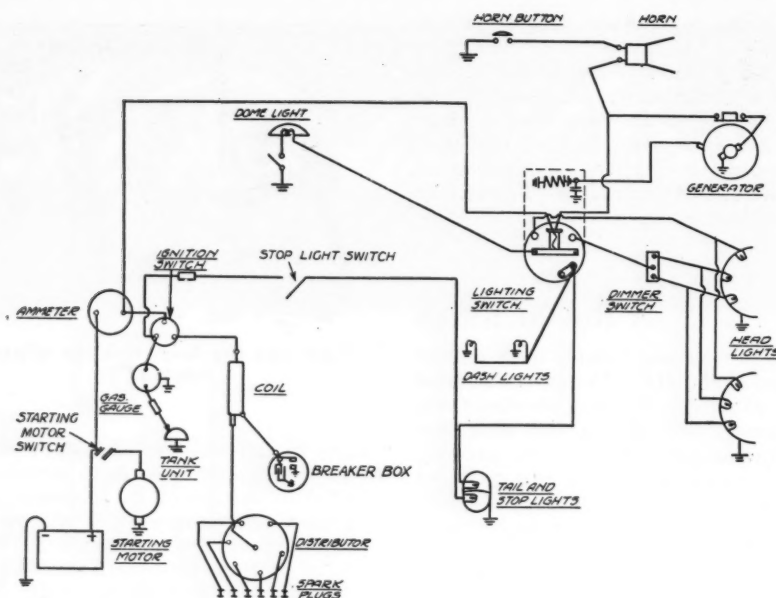 HORN BUTTON
HORN
DOME LIGHT
GENERATOR
IGNITION
SWITCH
STOP LIGHT SWITCH
LIGHTING
SWITCH
DIMMER
SWITCH
AMMETER
HEAD
LIGHTS
DASH LIGHTS
COIL
GAS
GAUGE
STARTING
MOTOR
SWITCH
TANK
UNIT
BREAKER BOX
TAIL AND
STOP LIGHTS
- +
STARTING
MOTOR
DISTRIBUTOR
SPARK
PLUGS